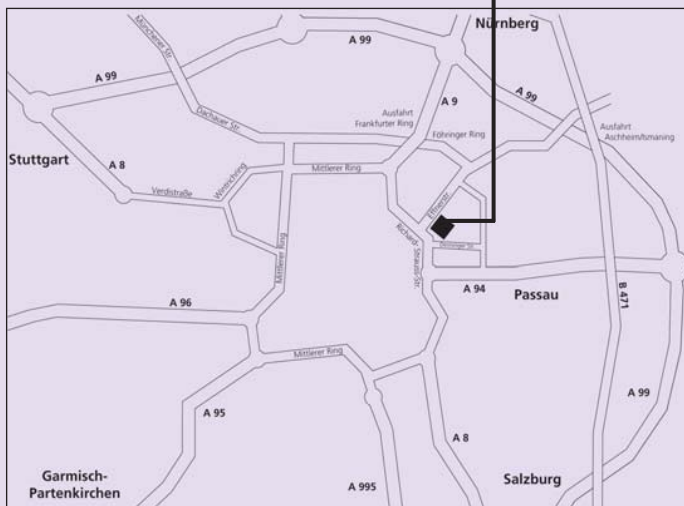 Nürnberg
Münchener Str.
A 99
A 99
A 9
A 99
Dachauer Str.
Ausfahrt
Frankfurter Ring
Föhringer Ring
Ausfahrt
Aschheim/Ismaning
Stuttgart
A 8
Mittlerer Ring
Wintrichring
Verdistraße
Effnerstr.
Richard-Strauss-Str.
Mittlerer Ring
A 94
Passau
B 471
A 96
Mittlerer Ring
A 99
A 95
A 8
Garmisch-
Partenkirchen
A 995
Salzburg